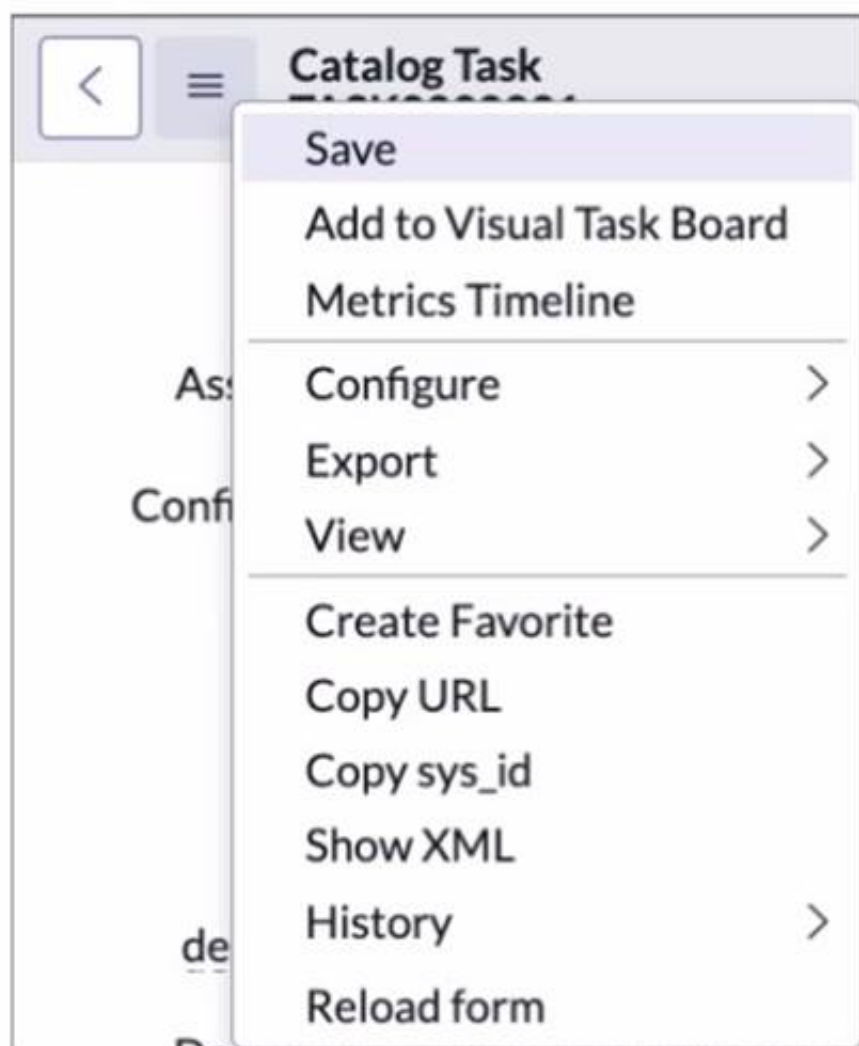 Catalog Task
Save
Add to Visual Task Board
Metrics Timeline
Configure
Export
View
Create Favorite
Copy URL
Copy sys_id
Show XML
History
Reload form